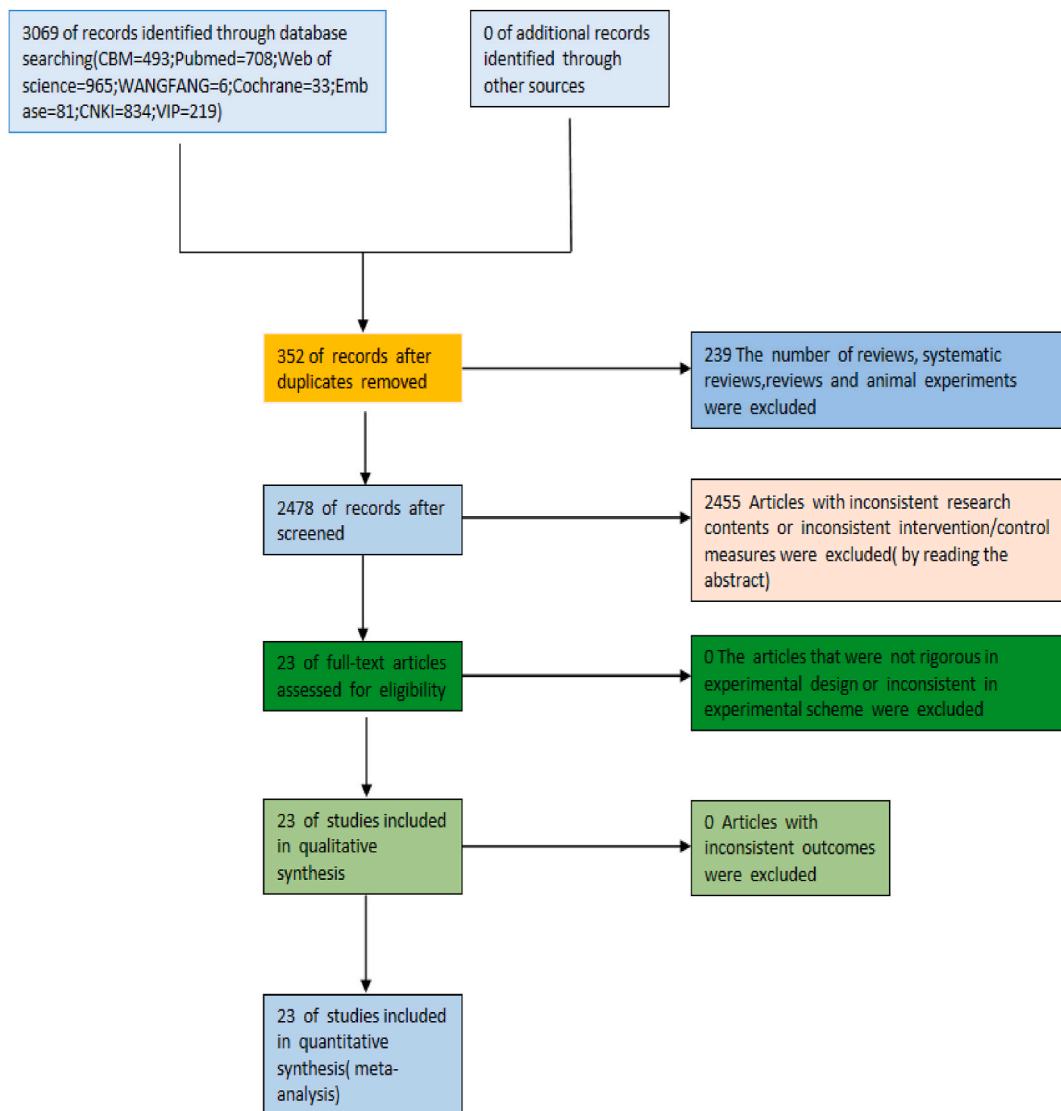 3069 of records identified through database
searching(CBM=493;Pubmed=708;Web of
science=965;WANGFANG=6;Cochrane=33;Emb
ase=81;CNKI=834;VIP=219)
0 of additional records
identified through
other sources
352 of records after
duplicates removed
239 The number of reviews, systematic
reviews,reviews and animal experiments
were excluded
2478 of records after
screened
2455 Articles with inconsistent research
contents or inconsistent intervention/control
measures were excluded( by reading the
abstract)
23 of full-text articles
assessed for eligibility
0 The articles that were not rigorous in
experimental design or inconsistent in
experimental scheme were excluded
23 of studies included
in qualitative
synthesis
0 Articles with
inconsistent outcomes
were excluded
23 of studies included
in quantitative
synthesis( meta-
analysis)